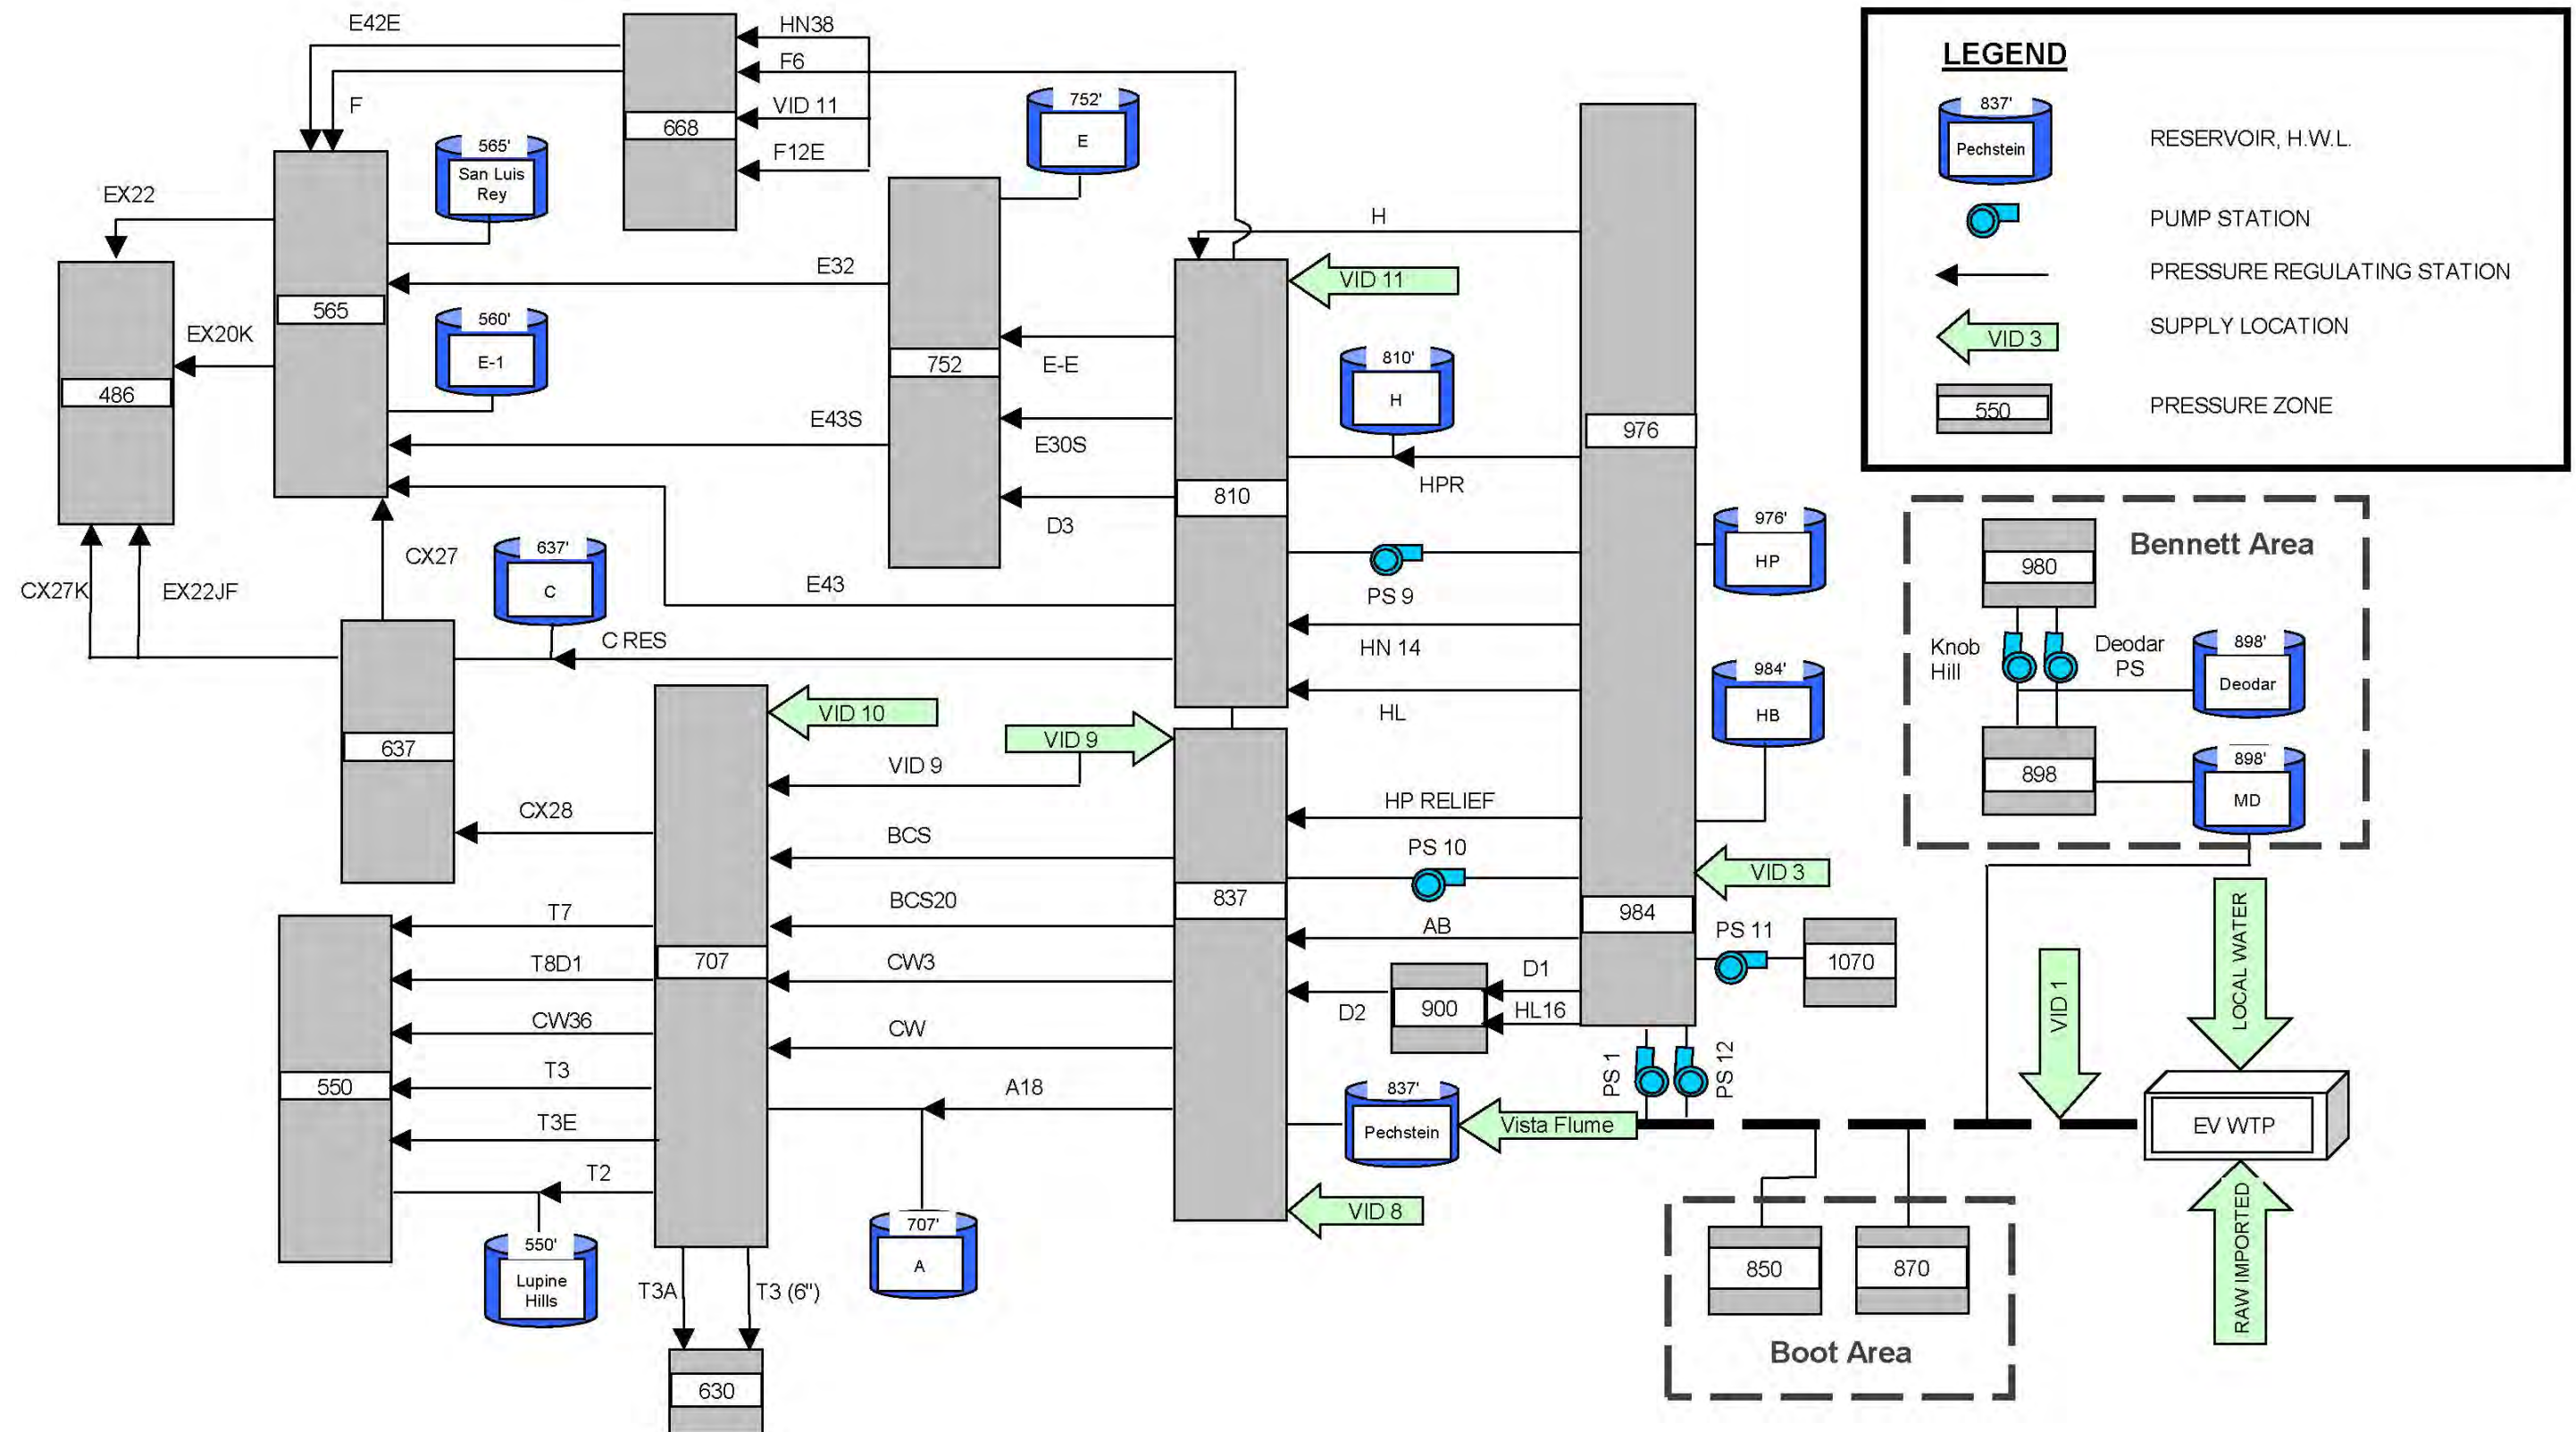 E42E
HN38
F6
F
VID 11
668
F12E
752'
E
565'
San Luis
Rey
EX22
H
VID 11
E32
565
560'
E-1
EX20K
486
752
E-E
810'
H
976
E43S
E30S
HPR
810
D3
976'
HP
637'
C
CX27
CX27K
EX22JF
E43
PS 9
C RES
HN 14
984'
HB
HL
VID 10
VID 9
637
VID 9
HP RELIEF
CX28
BCS
PS 10
VID 3
BCS20
837
984
T7
AB
PS 11
707
T8D1
CW3
D1
1070
900
D2
HL16
CW36
CW
PS 1
PS 12
T3
550
A18
837'
Pechstein
Vista Flume
T3E
T2
VID 8
707'
A
550'
Lupine
Hills
T3A
T3 (6")
630
LEGEND
837'
Pechstein
RESERVOIR, H.W.L.
PUMP STATION
PRESSURE REGULATING STATION
VID 3
SUPPLY LOCATION
550
PRESSURE ZONE
Bennett Area
980
Knob
Hill
Deodar
PS
898'
Deodar
898
898'
MD
VID 1
LOCAL WATER
EV WTP
RAW IMPORTED
850
870
Boot Area